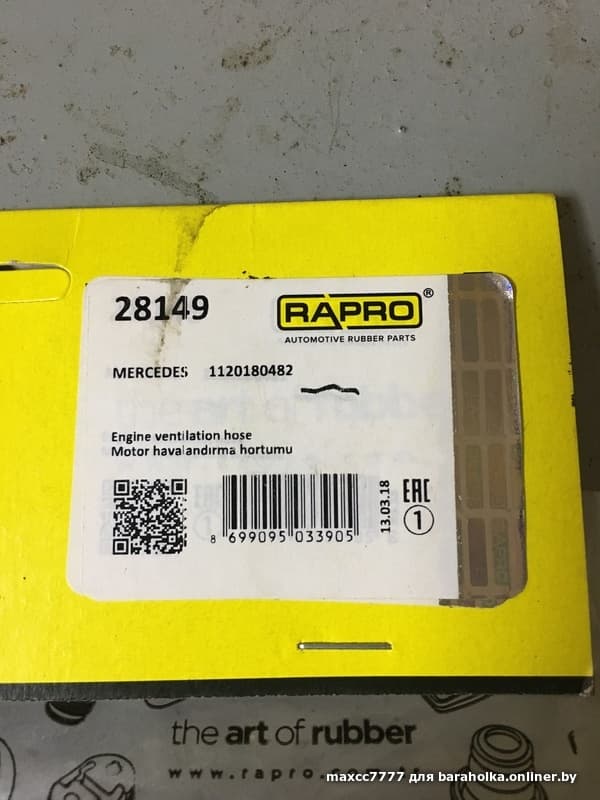 28149
RAPRO®
AUTOMOTIVE RUBBER PARTS
MERCEDES 1120180482
Engine ventilation hose
Motor havalandırma hortumu
8 699095 033905
13.03.18
EAC
1
the art of rubber
www.rapro.com
maxcc7777 для baraholka.onliner.by